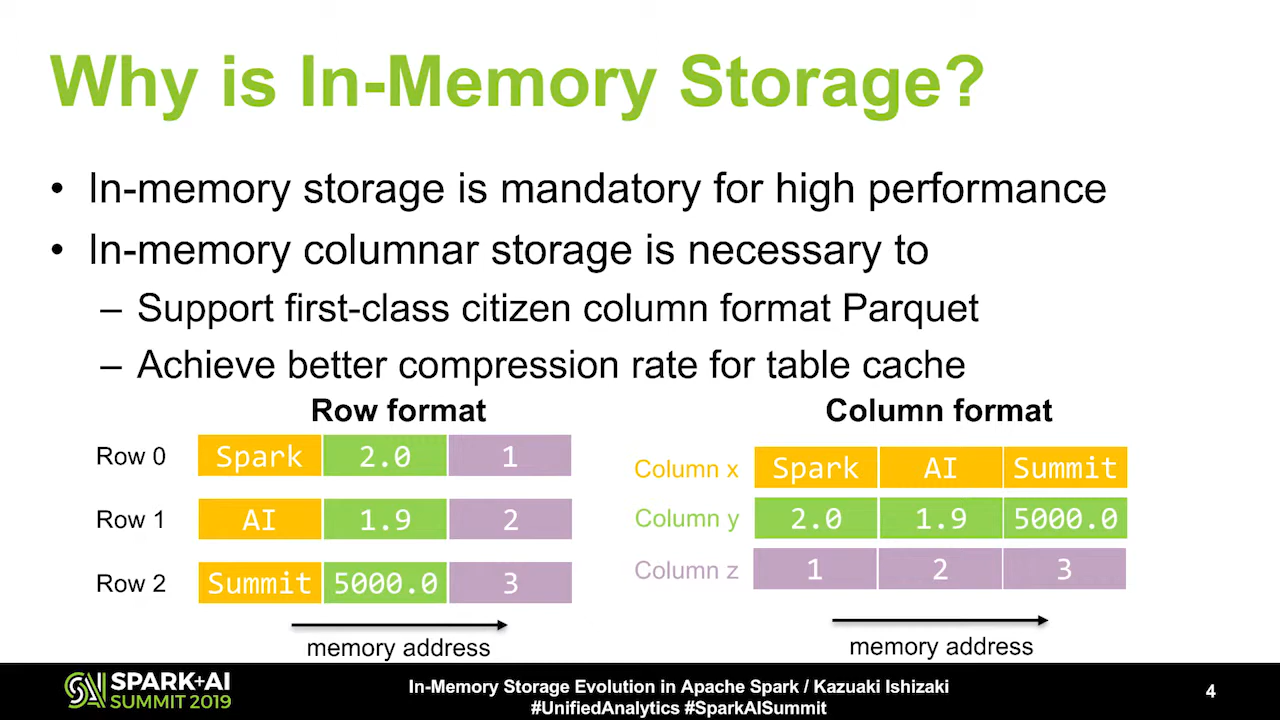 Why is In-Memory Storage?
• In-memory storage is mandatory for high performance
• In-memory columnar storage is necessary to
– Support first-class citizen column format Parquet
– Achieve better compression rate for table cache
Row format
Row 0 Spark 2.0 1
Row 1 AI 1.9 2
Row 2 Summit 5000.0 3
memory address
Column format
Column x Spark AI Summit
Column y 2.0 1.9 5000.0
Column z 1 2 3
memory address
SPARK+AI
SUMMIT 2019
In-Memory Storage Evolution in Apache Spark / Kazuaki Ishizaki
#UnifiedAnalytics #SparkAISummit
4